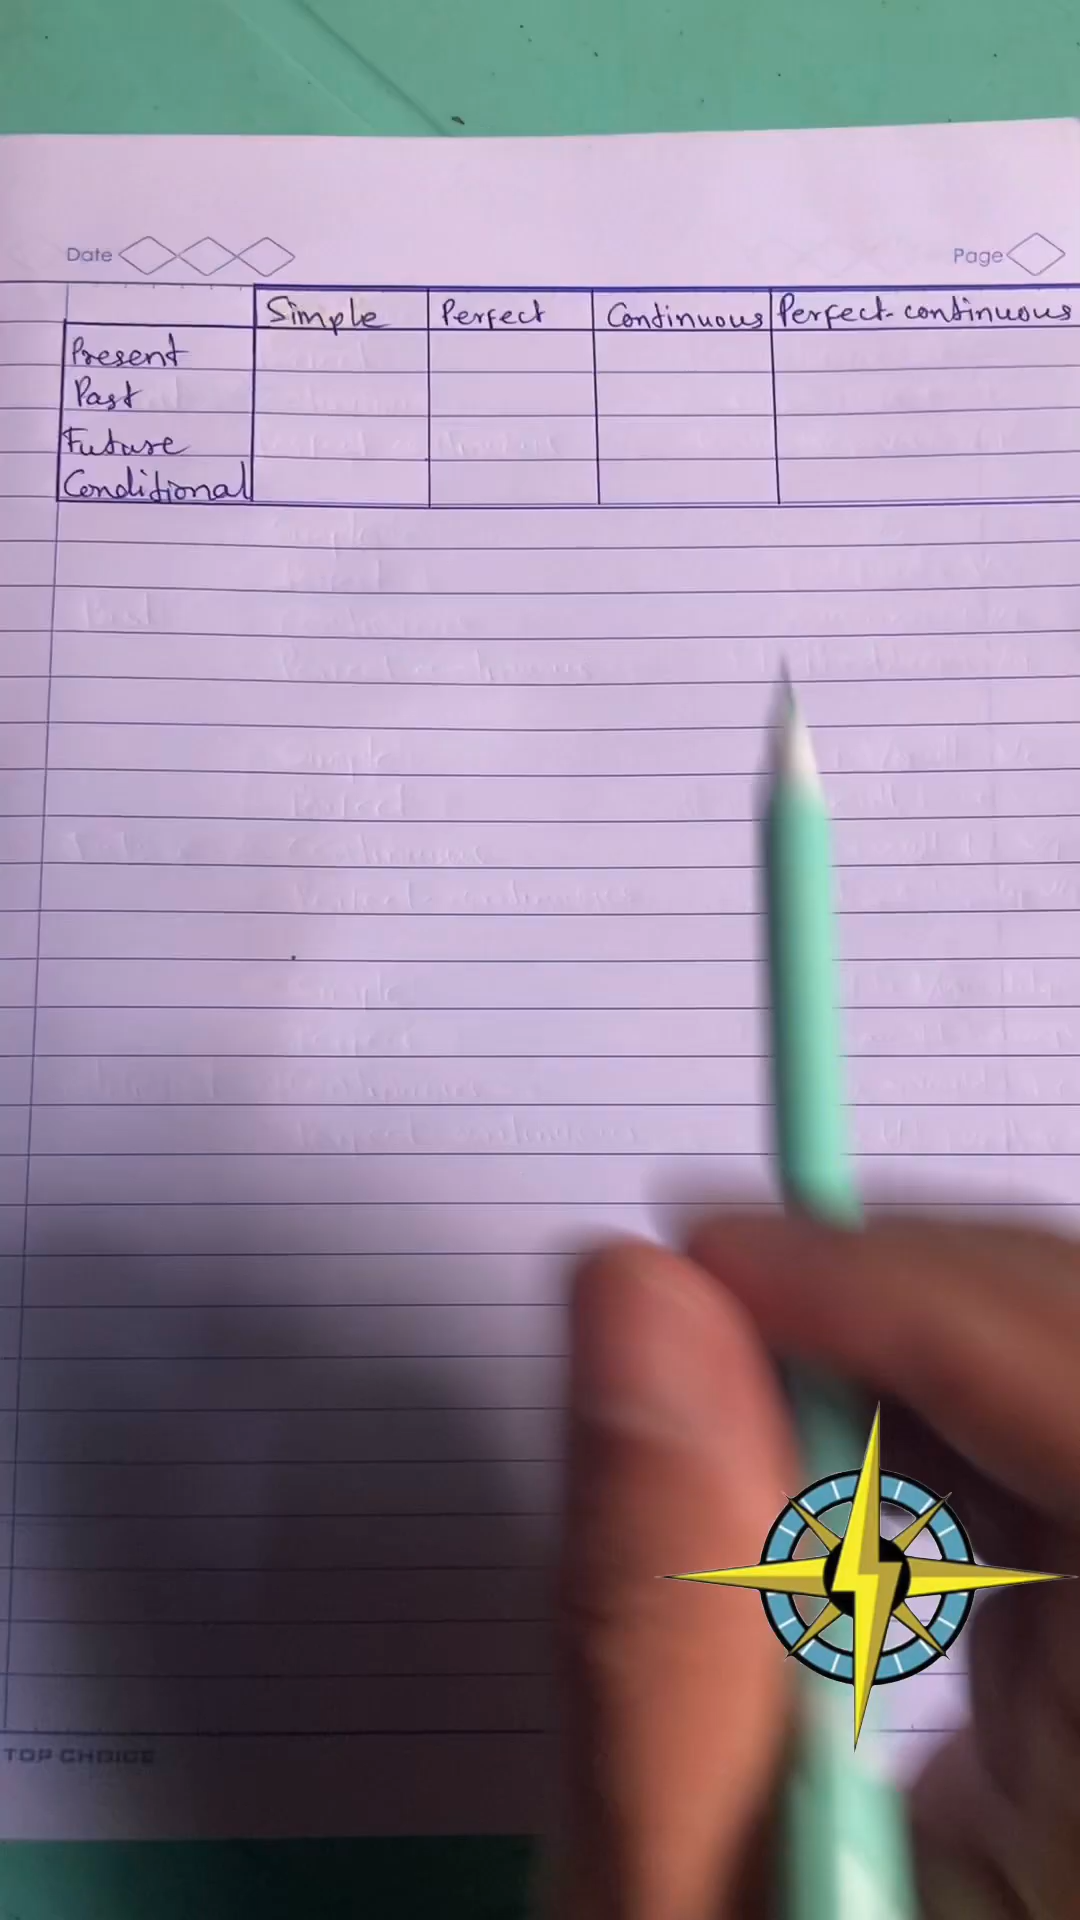 Date Page
Simple Perfect Continuous Perfect-continuous
Present
Past
Future
Conditional
TOP CHOICE